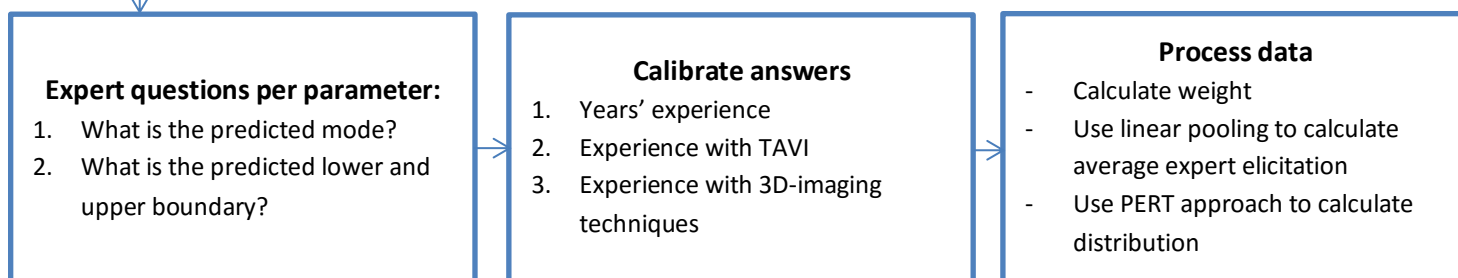 Expert questions per parameter:
1. What is the predicted mode?
2. What is the predicted lower and
upper boundary?
Calibrate answers
1. Years’ experience
2. Experience with TAVI
3. Experience with 3D-imaging
techniques
Process data
- Calculate weight
- Use linear pooling to calculate
average expert elicitation
- Use PERT approach to calculate
distribution